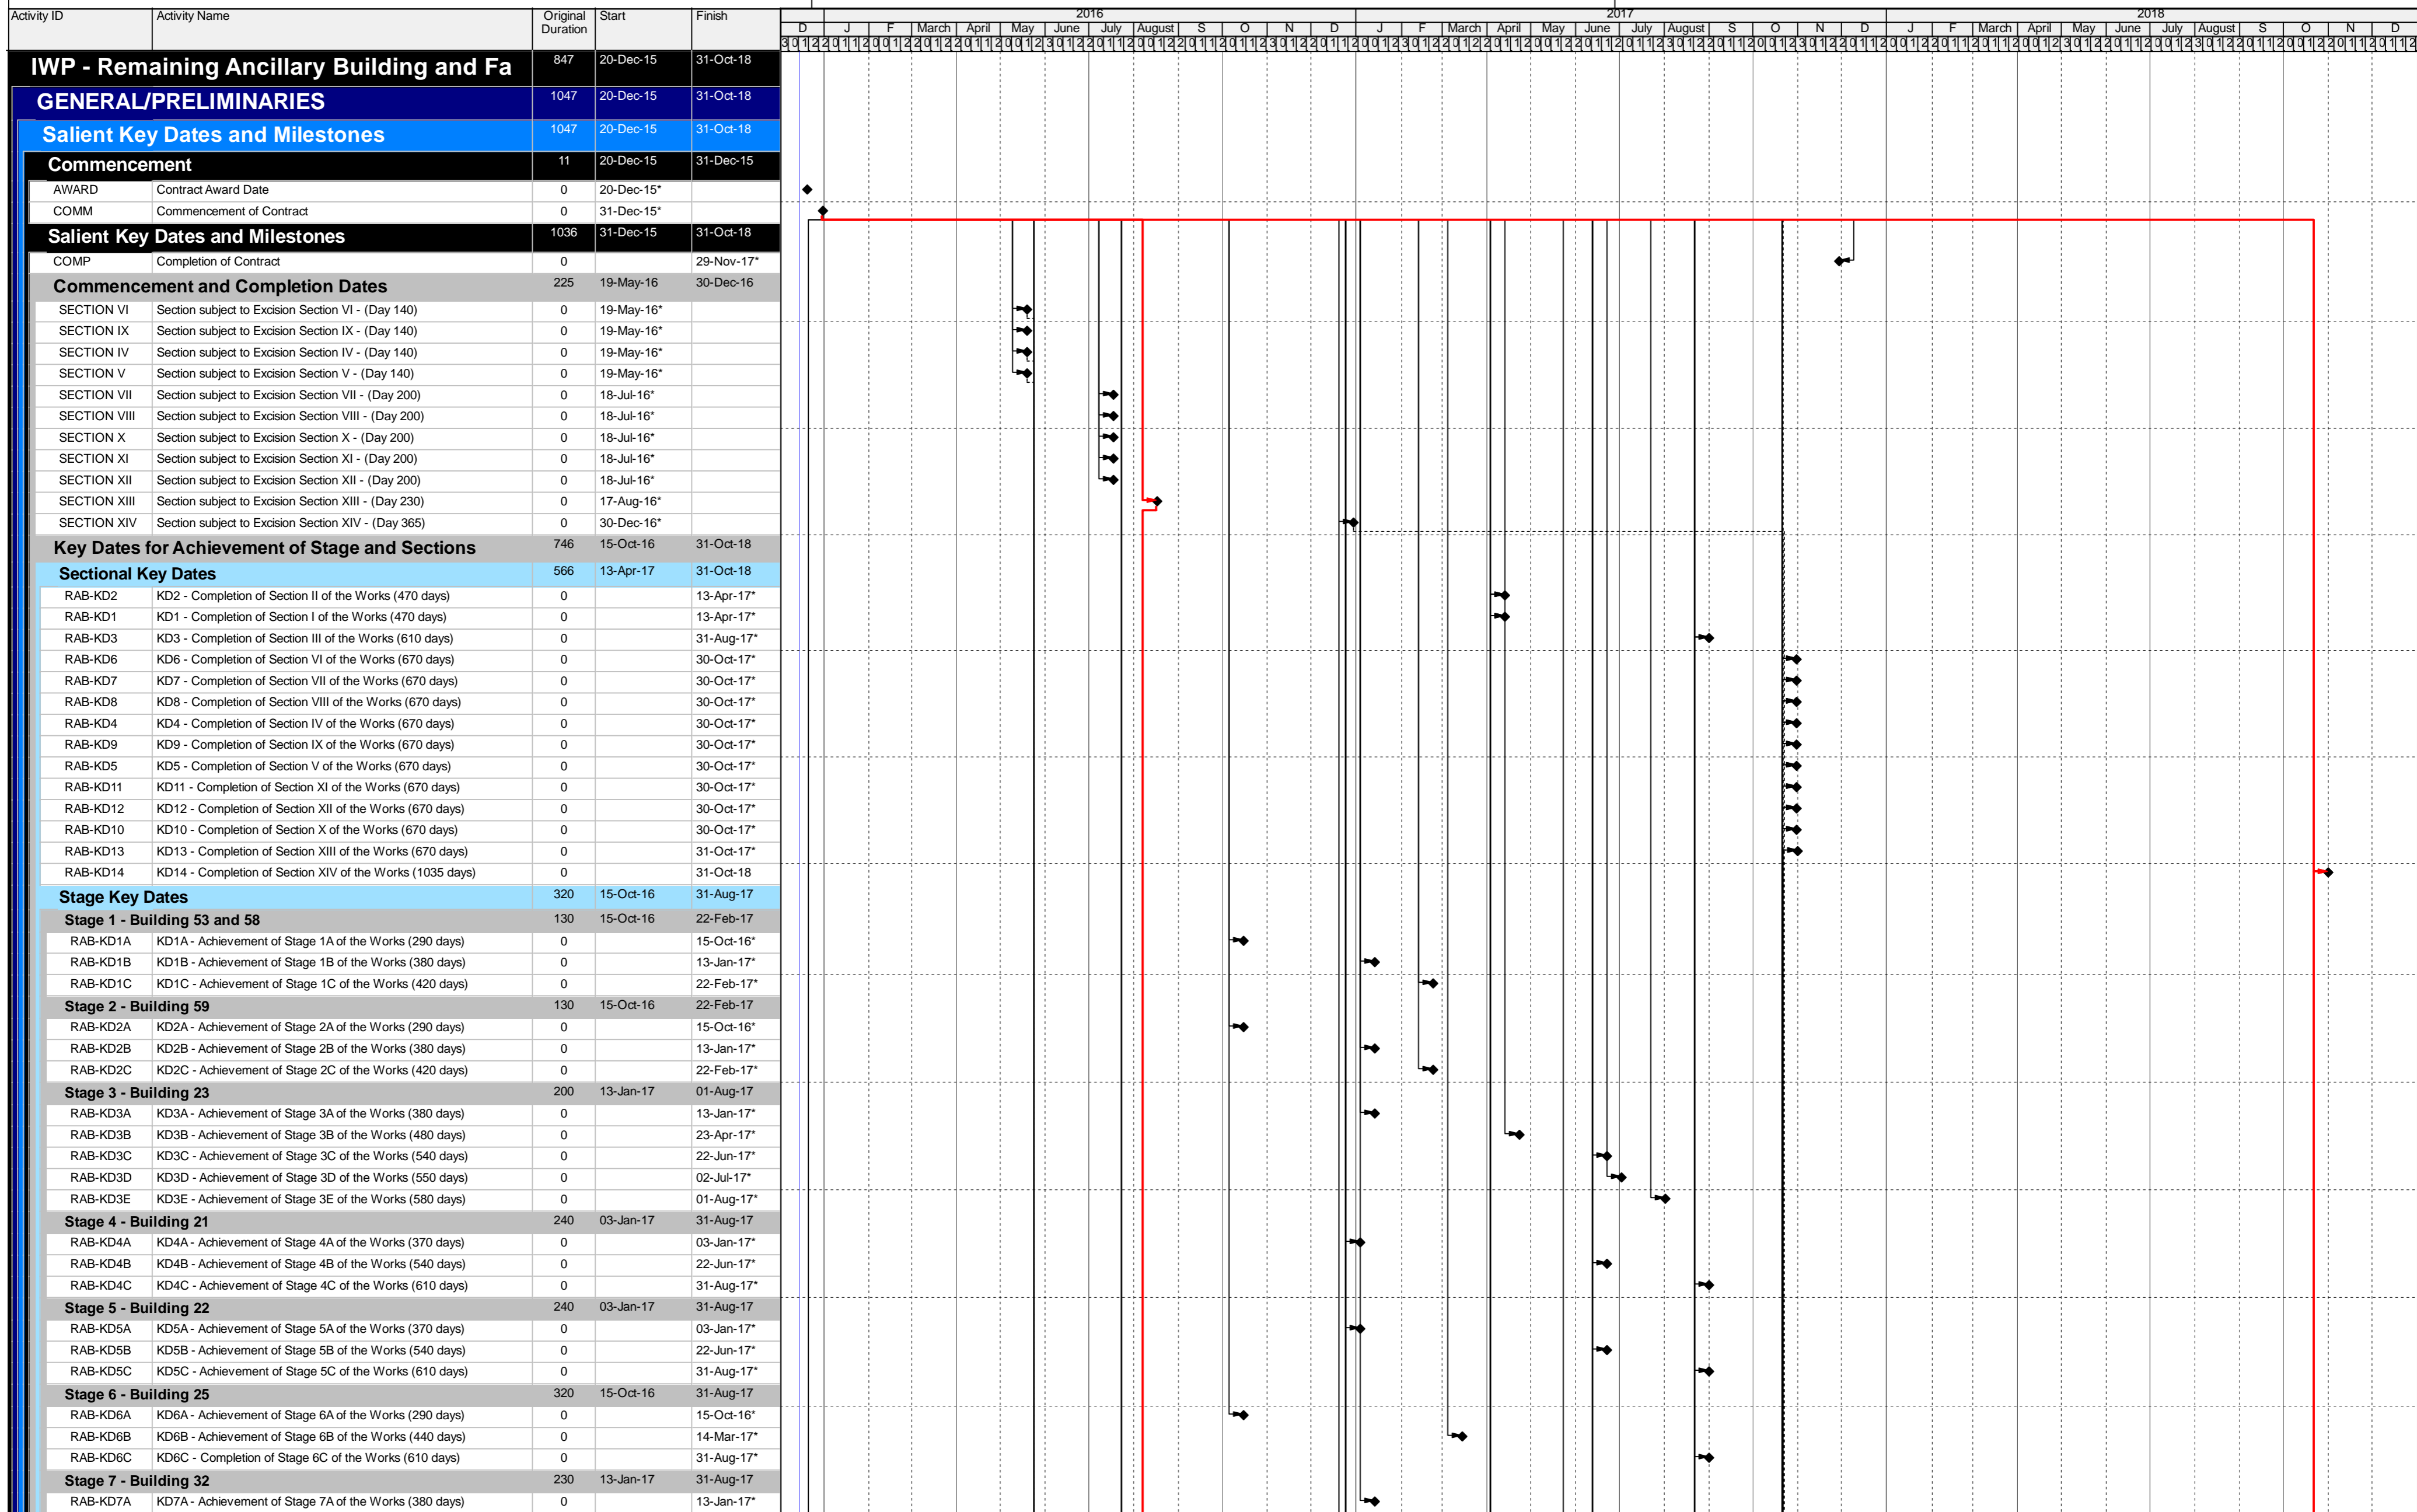 Activity ID Activity Name Original Duration Start Finish
2016 2017 2018
D J F March April May June July August S O N D J F March April May June July August S O N D J F March April May June July August S O N D
IWP - Remaining Ancillary Building and Fa 847 20-Dec-15 31-Oct-18
GENERAL/PRELIMINARIES 1047 20-Dec-15 31-Oct-18
Salient Key Dates and Milestones 1047 20-Dec-15 31-Oct-18
Commencement 11 20-Dec-15 31-Dec-15
AWARD Contract Award Date 0 20-Dec-15*
COMM Commencement of Contract 0 31-Dec-15*
Salient Key Dates and Milestones 1036 31-Dec-15 31-Oct-18
COMP Completion of Contract 0 29-Nov-17*
Commencement and Completion Dates 225 19-May-16 30-Dec-16
SECTION VI Section subject to Excision Section VI - (Day 140) 0 19-May-16*
SECTION IX Section subject to Excision Section IX - (Day 140) 0 19-May-16*
SECTION IV Section subject to Excision Section IV - (Day 140) 0 19-May-16*
SECTION V Section subject to Excision Section V - (Day 140) 0 19-May-16*
SECTION VII Section subject to Excision Section VII - (Day 200) 0 18-Jul-16*
SECTION VIII Section subject to Excision Section VIII - (Day 200) 0 18-Jul-16*
SECTION X Section subject to Excision Section X - (Day 200) 0 18-Jul-16*
SECTION XI Section subject to Excision Section XI - (Day 200) 0 18-Jul-16*
SECTION XII Section subject to Excision Section XII - (Day 200) 0 18-Jul-16*
SECTION XIII Section subject to Excision Section XIII - (Day 230) 0 17-Aug-16*
SECTION XIV Section subject to Excision Section XIV - (Day 365) 0 30-Dec-16*
Key Dates for Achievement of Stage and Sections 746 15-Oct-16 31-Oct-18
Sectional Key Dates 566 13-Apr-17 31-Oct-18
RAB-KD2 KD2 - Completion of Section II of the Works (470 days) 0 13-Apr-17*
RAB-KD1 KD1 - Completion of Section I of the Works (470 days) 0 13-Apr-17*
RAB-KD3 KD3 - Completion of Section III of the Works (610 days) 0 31-Aug-17*
RAB-KD6 KD6 - Completion of Section VI of the Works (670 days) 0 30-Oct-17*
RAB-KD7 KD7 - Completion of Section VII of the Works (670 days) 0 30-Oct-17*
RAB-KD8 KD8 - Completion of Section VIII of the Works (670 days) 0 30-Oct-17*
RAB-KD4 KD4 - Completion of Section IV of the Works (670 days) 0 30-Oct-17*
RAB-KD9 KD9 - Completion of Section IX of the Works (670 days) 0 30-Oct-17*
RAB-KD5 KD5 - Completion of Section V of the Works (670 days) 0 30-Oct-17*
RAB-KD11 KD11 - Completion of Section XI of the Works (670 days) 0 30-Oct-17*
RAB-KD12 KD12 - Completion of Section XII of the Works (670 days) 0 30-Oct-17*
RAB-KD10 KD10 - Completion of Section X of the Works (670 days) 0 30-Oct-17*
RAB-KD13 KD13 - Completion of Section XIII of the Works (670 days) 0 31-Oct-17*
RAB-KD14 KD14 - Completion of Section XIV of the Works (1035 days) 0 31-Oct-18
Stage Key Dates 320 15-Oct-16 31-Aug-17
Stage 1 - Building 53 and 58 130 15-Oct-16 22-Feb-17
RAB-KD1A KD1A - Achievement of Stage 1A of the Works (290 days) 0 15-Oct-16*
RAB-KD1B KD1B - Achievement of Stage 1B of the Works (380 days) 0 13-Jan-17*
RAB-KD1C KD1C - Achievement of Stage 1C of the Works (420 days) 0 22-Feb-17*
Stage 2 - Building 59 130 15-Oct-16 22-Feb-17
RAB-KD2A KD2A - Achievement of Stage 2A of the Works (290 days) 0 15-Oct-16*
RAB-KD2B KD2B - Achievement of Stage 2B of the Works (380 days) 0 13-Jan-17*
RAB-KD2C KD2C - Achievement of Stage 2C of the Works (420 days) 0 22-Feb-17*
Stage 3 - Building 23 200 13-Jan-17 01-Aug-17
RAB-KD3A KD3A - Achievement of Stage 3A of the Works (380 days) 0 13-Jan-17*
RAB-KD3B KD3B - Achievement of Stage 3B of the Works (480 days) 0 23-Apr-17*
RAB-KD3C KD3C - Achievement of Stage 3C of the Works (540 days) 0 22-Jun-17*
RAB-KD3D KD3D - Achievement of Stage 3D of the Works (550 days) 0 02-Jul-17*
RAB-KD3E KD3E - Achievement of Stage 3E of the Works (580 days) 0 01-Aug-17*
Stage 4 - Building 21 240 03-Jan-17 31-Aug-17
RAB-KD4A KD4A - Achievement of Stage 4A of the Works (370 days) 0 03-Jan-17*
RAB-KD4B KD4B - Achievement of Stage 4B of the Works (540 days) 0 22-Jun-17*
RAB-KD4C KD4C - Achievement of Stage 4C of the Works (610 days) 0 31-Aug-17*
Stage 5 - Building 22 240 03-Jan-17 31-Aug-17
RAB-KD5A KD5A - Achievement of Stage 5A of the Works (370 days) 0 03-Jan-17*
RAB-KD5B KD5B - Achievement of Stage 5B of the Works (540 days) 0 22-Jun-17*
RAB-KD5C KD5C - Achievement of Stage 5C of the Works (610 days) 0 31-Aug-17*
Stage 6 - Building 25 320 15-Oct-16 31-Aug-17
RAB-KD6A KD6A - Achievement of Stage 6A of the Works (290 days) 0 15-Oct-16*
RAB-KD6B KD6B - Achievement of Stage 6B of the Works (440 days) 0 14-Mar-17*
RAB-KD6C KD6C - Completion of Stage 6C of the Works (610 days) 0 31-Aug-17*
Stage 7 - Building 32 230 13-Jan-17 31-Aug-17
RAB-KD7A KD7A - Achievement of Stage 7A of the Works (380 days) 0 13-Jan-17*